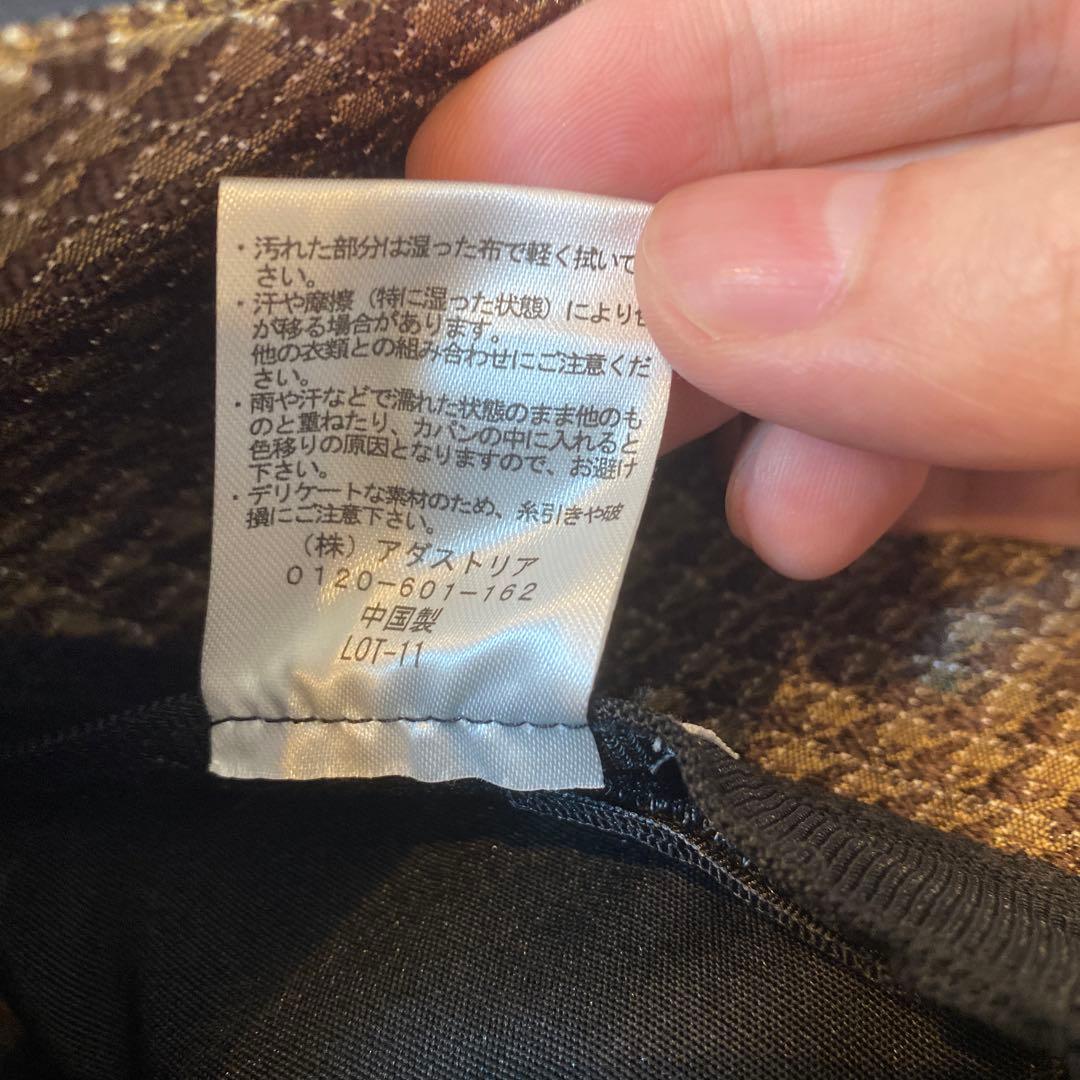 ・汚れた部分は湿った布で軽く拭いて
さい。
・汗や摩擦（特に湿った状態）により
が移る場合があります。
他の衣類との組み合わせにご注意くだ
さい。
・雨や汗などで濡れた状態のまま他のも
のと重ねたり、カバンの中に入れると
色移りの原因となりますので、お避け
下さい。
・デリケートな素材のため、糸引きや破
損にご注意下さい。
（株）アダストリア
0120-601-162
中国製
LOT-11